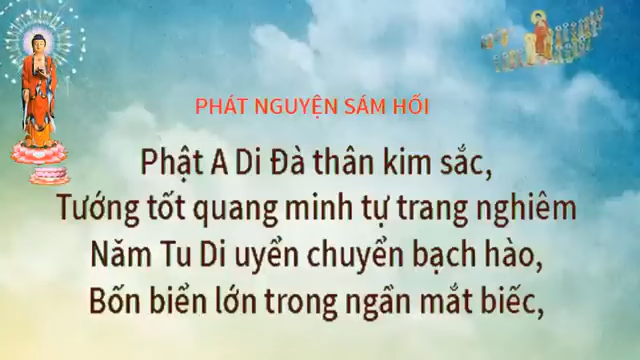 PHÁT NGUYỆN SÁM HỐI
Phật A Di Đà thân kim sắc,
Tướng tốt quang minh tự trang nghiêm
Năm Tu Di uyển chuyển bạch hào,
Bốn biển lớn trong ngần mắt biếc,